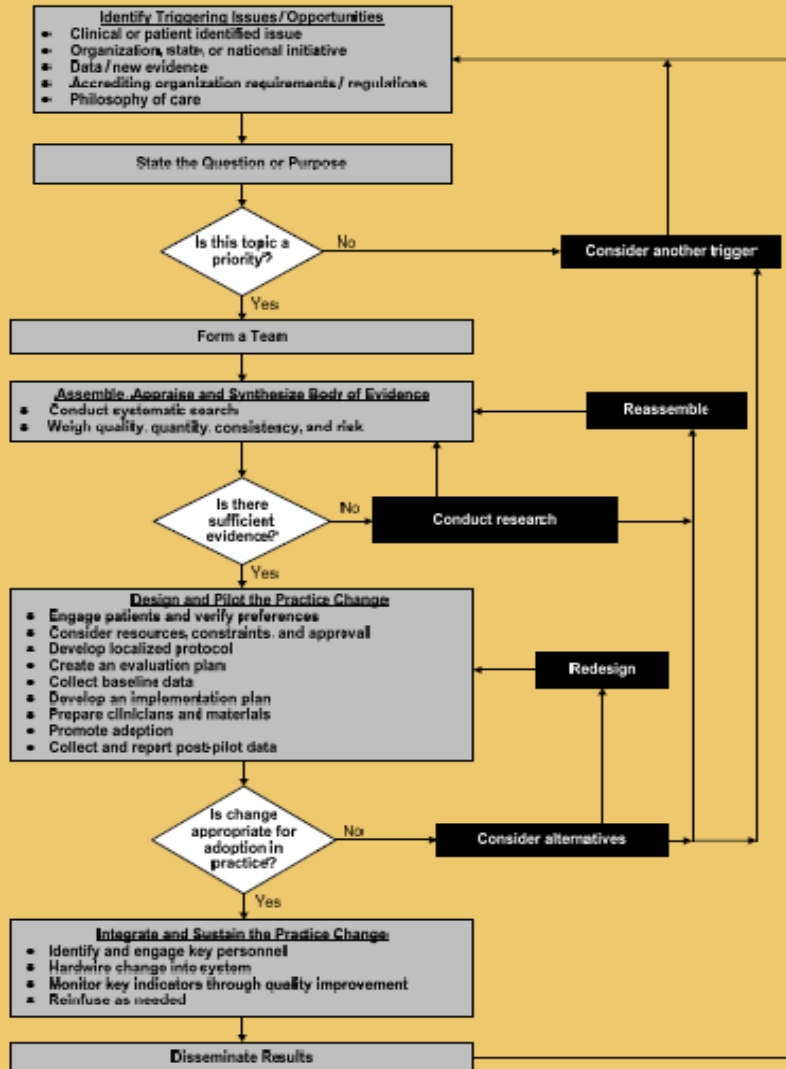 Identify Triggering Issues/Opportunities
• Clinical or patient identified issue
• Organization, state, or national initiative
• Data / new evidence
• Accrediting organization requirements / regulations
• Philosophy of care
State the Question or Purpose
Is this topic a
priority?
No
Consider another trigger
Yes
Form a Team
Assemble, Appraise and Synthesize Body of Evidence
• Conduct systematic search
• Weigh quality, quantity, consistency, and risk
Reassemble
Is there
sufficient
evidence?
No
Conduct research
Yes
Design and Pilot the Practice Change
• Engage patients and verify preferences
• Consider resources, constraints, and approval
• Develop localized protocol
• Create an evaluation plan
• Collect baseline data
• Develop an implementation plan
• Prepare clinicians and materials
• Promote adoption
• Collect and report post-pilot data
Redesign
Is change
appropriate for
adoption in
practice?
No
Consider alternatives
Yes
Integrate and Sustain the Practice Change
• Identify and engage key personnel
• Hardwire change into system
• Monitor key indicators through quality improvement
• Reinfuse as needed
Disseminate Results